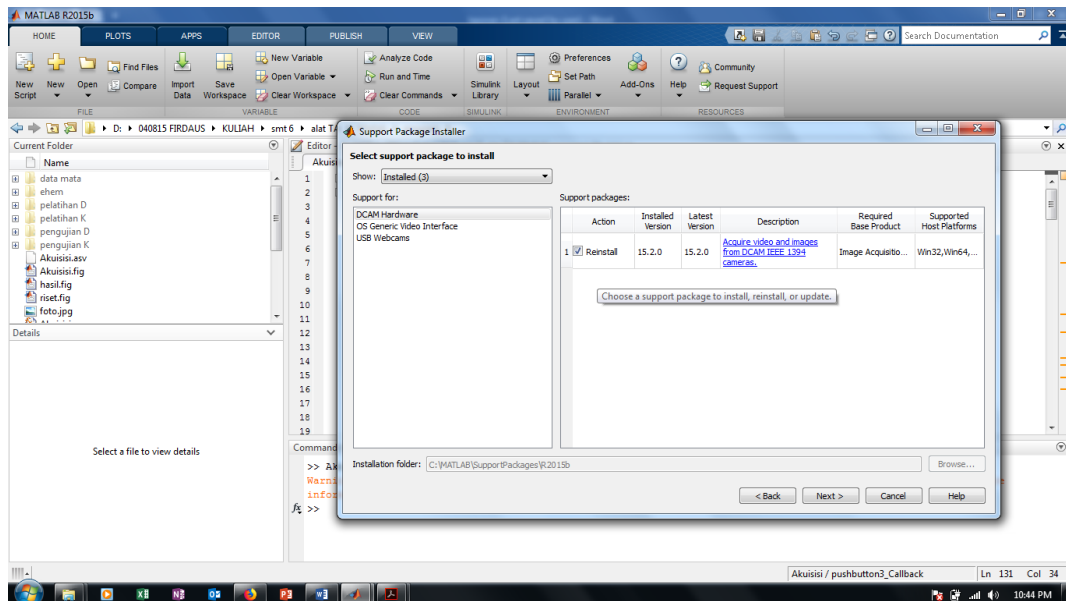 MATLAB R2015b
HOME PLOTS APPS EDITOR PUBLISH VIEW
Search Documentation
New Script
New
Open
Find Files
Compare
Import Data
Save Workspace
New Variable
Open Variable
Clear Workspace
Analyze Code
Run and Time
Clear Commands
Simulink Library
Layout
Preferences
Set Path
Parallel
Add-Ons
Help
Community
Request Support
FILE VARIABLE CODE SIMULINK ENVIRONMENT RESOURCES
D: 040815 FIRDAUS KULIAH smt 6 alat TA
Current Folder
Name
data mata
ehem
pelatihan D
pelatihan K
pengujian D
pengujian K
Akuisisi.asv
Akuisisi.fig
hasil.fig
riset.fig
foto.jpg
Details
Select a file to view details
Editor -
Akuisi
1
2
3
4
5
6
7
8
9
10
11
12
13
14
15
16
17
18
19
Command
>> Ak
Warni
infor
fx >>
Support Package Installer
Select support package to install
Show: Installed (3)
Support for:
DCAM Hardware
OS Generic Video Interface
USB Webcams
Support packages:
Action Installed Version Latest Version Description Required Base Product Supported Host Platforms
1 Reinstall 15.2.0 15.2.0 Acquire video and images from DCAM IEEE 1394 cameras. Image Acquisitio... Win32,Win64,...
Choose a support package to install, reinstall, or update.
Installation folder: C:\MATLAB\SupportPackages\R2015b
Browse...
< Back Next > Cancel Help
Akuisisi / pushbutton3_Callback Ln 131 Col 34
10:44 PM